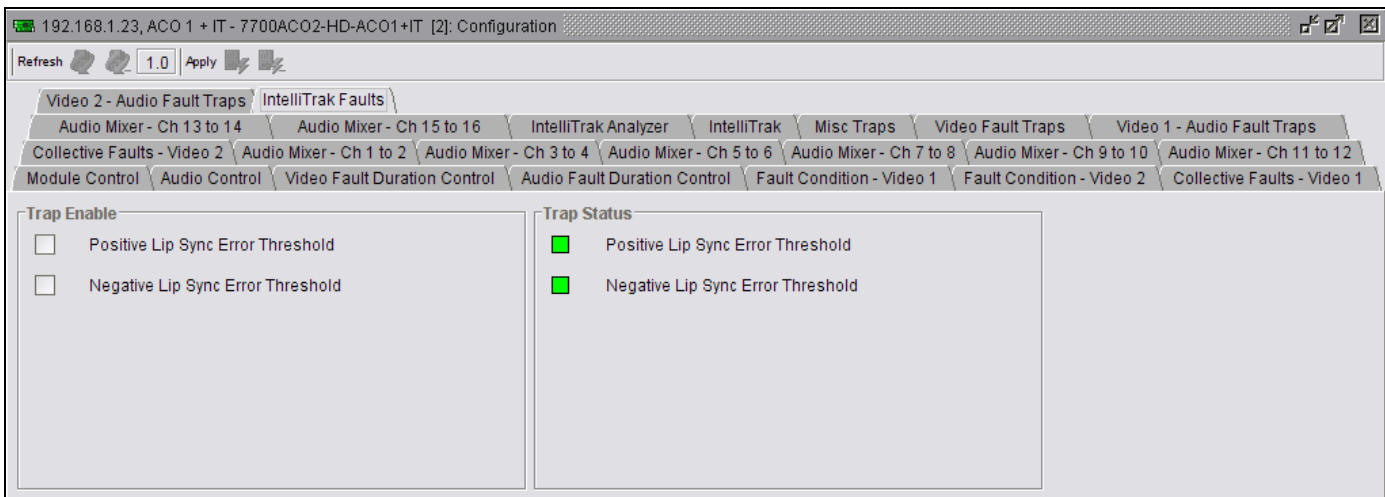 192.168.1.23, ACO 1 + IT - 7700ACO2-HD-ACO1+IT [2]: Configuration
Refresh 1.0 Apply
Video 2 - Audio Fault Traps IntelliTrak Faults
Audio Mixer - Ch 13 to 14 Audio Mixer - Ch 15 to 16 IntelliTrak Analyzer IntelliTrak Misc Traps Video Fault Traps Video 1 - Audio Fault Traps
Collective Faults - Video 2 Audio Mixer - Ch 1 to 2 Audio Mixer - Ch 3 to 4 Audio Mixer - Ch 5 to 6 Audio Mixer - Ch 7 to 8 Audio Mixer - Ch 9 to 10 Audio Mixer - Ch 11 to 12
Module Control Audio Control Video Fault Duration Control Audio Fault Duration Control Fault Condition - Video 1 Fault Condition - Video 2 Collective Faults - Video 1
Trap Enable
Positive Lip Sync Error Threshold
Negative Lip Sync Error Threshold
Trap Status
Positive Lip Sync Error Threshold
Negative Lip Sync Error Threshold